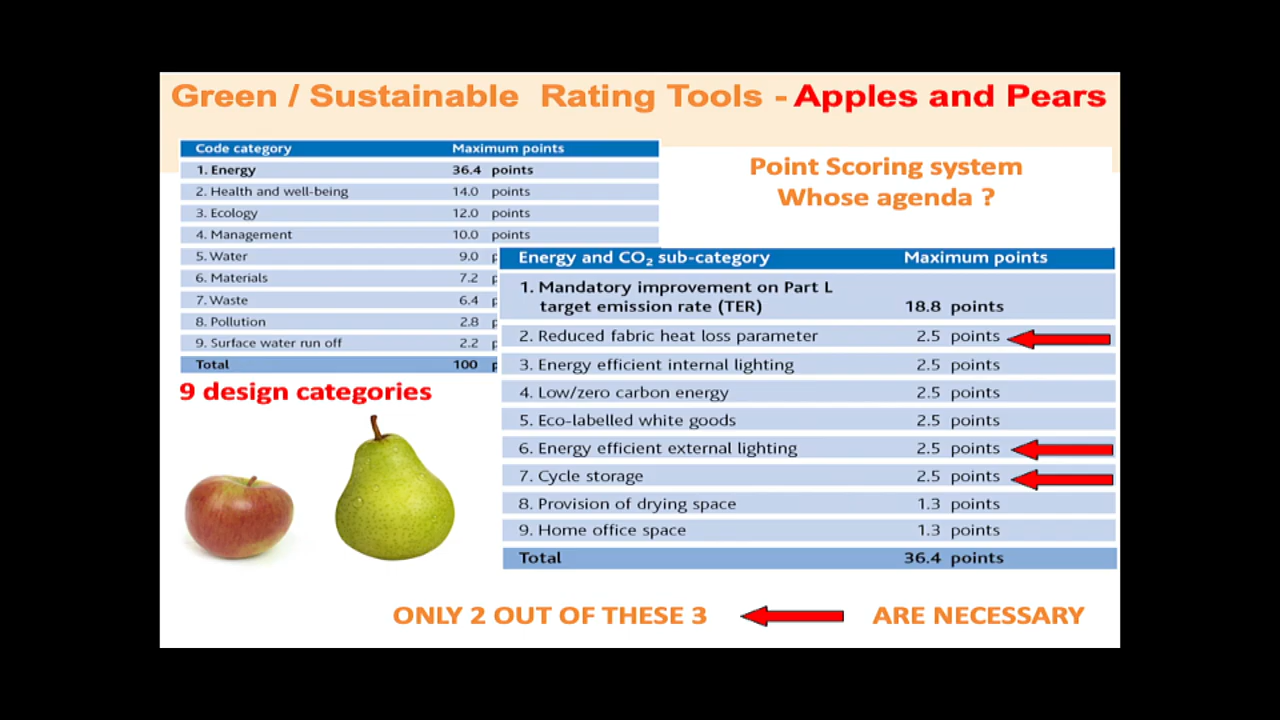 Green / Sustainable Rating Tools - Apples and Pears
Code category Maximum points
1. Energy 36.4 points
2. Health and well-being 14.0 points
3. Ecology 12.0 points
4. Management 10.0 points
5. Water 9.0 p
6. Materials 7.2 p
7. Waste 6.4 p
8. Pollution 2.8 p
9. Surface water run off 2.2 p
Total 100 p
9 design categories
Point Scoring system
Whose agenda ?
Energy and CO₂ sub-category Maximum points
1. Mandatory improvement on Part L
target emission rate (TER) 18.8 points
2. Reduced fabric heat loss parameter 2.5 points
3. Energy efficient internal lighting 2.5 points
4. Low/zero carbon energy 2.5 points
5. Eco-labelled white goods 2.5 points
6. Energy efficient external lighting 2.5 points
7. Cycle storage 2.5 points
8. Provision of drying space 1.3 points
9. Home office space 1.3 points
Total 36.4 points
ONLY 2 OUT OF THESE 3 ARE NECESSARY